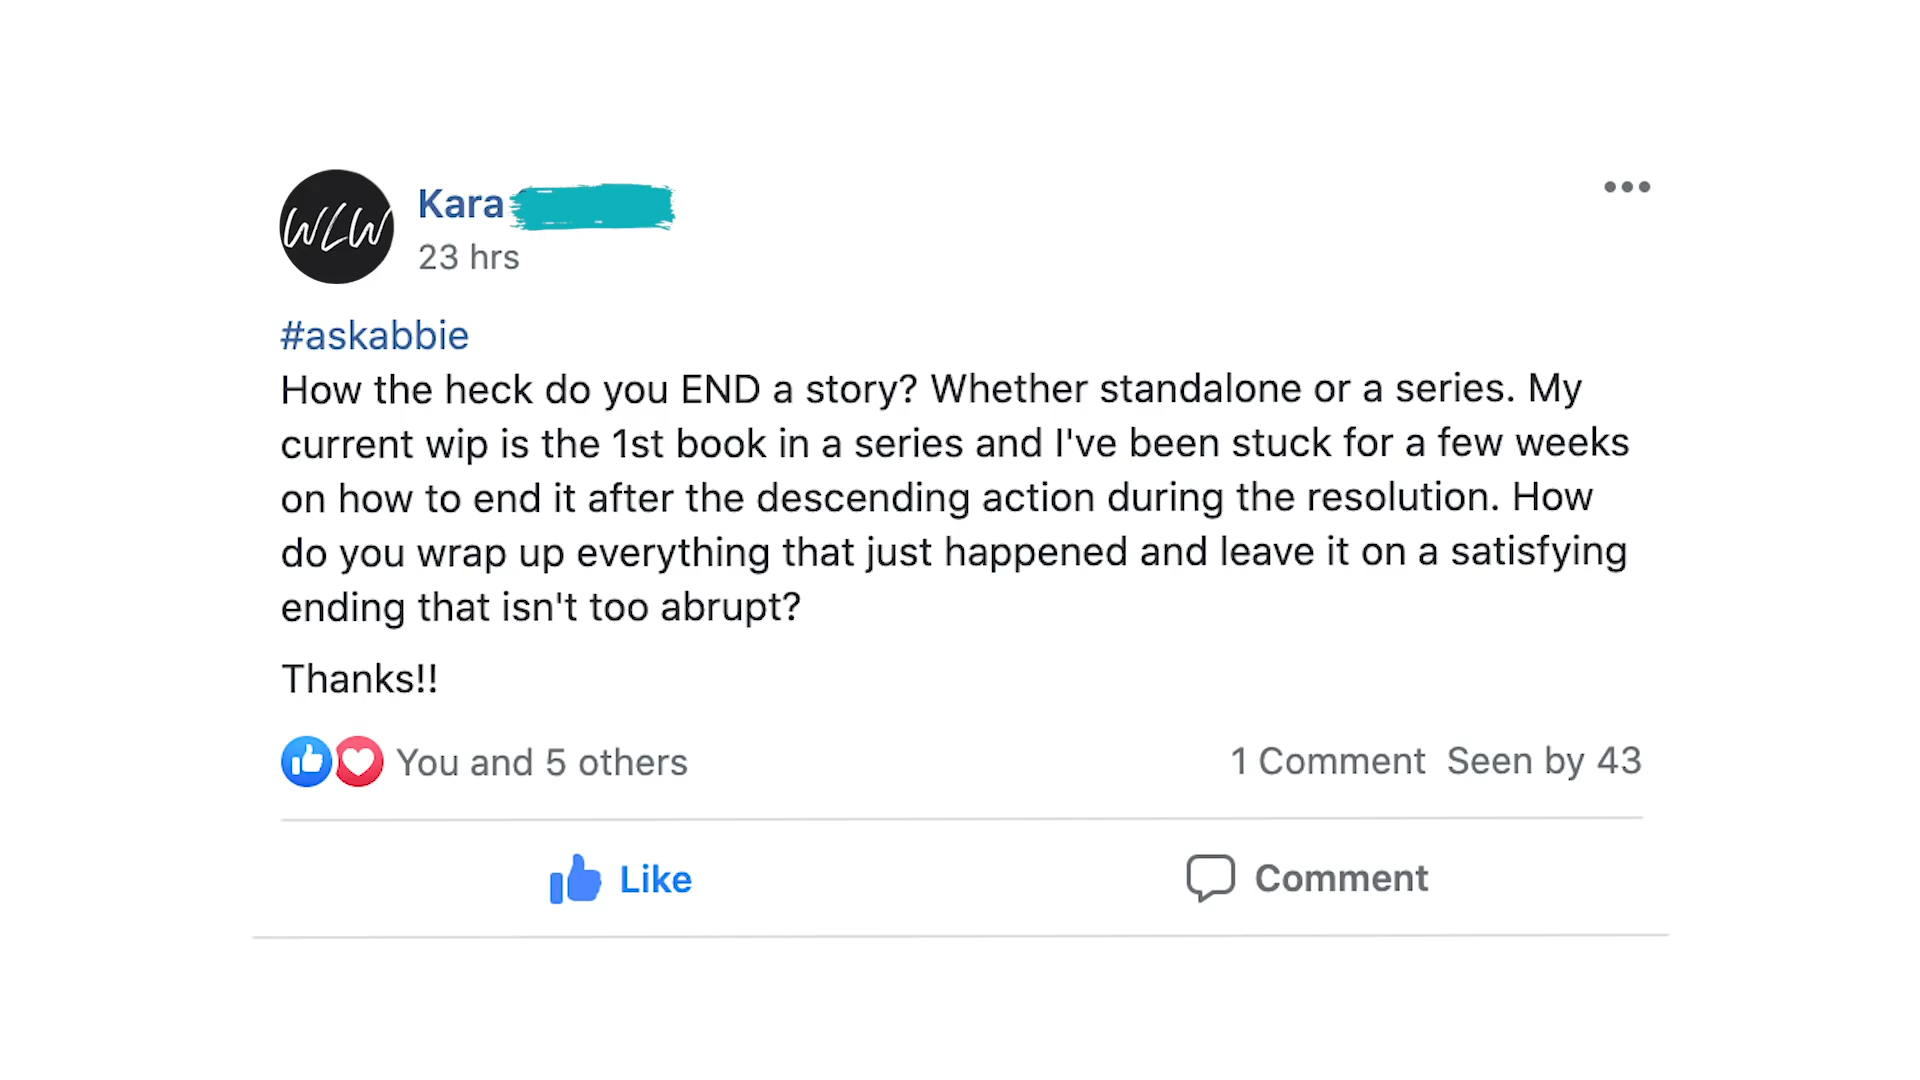 WLW
Kara
23 hrs
#askabbie
How the heck do you END a story? Whether standalone or a series. My
current wip is the 1st book in a series and I've been stuck for a few weeks
on how to end it after the descending action during the resolution. How
do you wrap up everything that just happened and leave it on a satisfying
ending that isn't too abrupt?
Thanks!!
You and 5 others
1 Comment Seen by 43
Like
Comment